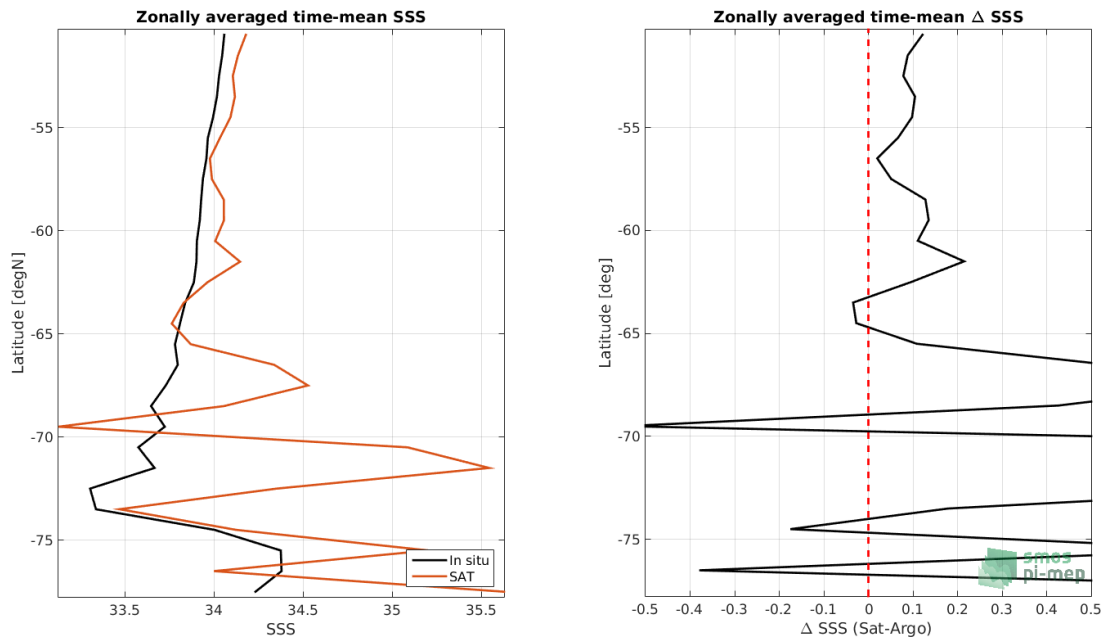 Zonally averaged time-mean SSS
Latitude [degN]
-55
-60
-65
-70
-75
33.5
34
34.5
35
35.5
SSS
In situ
SAT
Zonally averaged time-mean Δ SSS
Latitude [deg]
-55
-60
-65
-70
-75
-0.5
-0.4
-0.3
-0.2
-0.1
0
0.1
0.2
0.3
0.4
0.5
Δ SSS (Sat-Argo)
smos
pi-mep